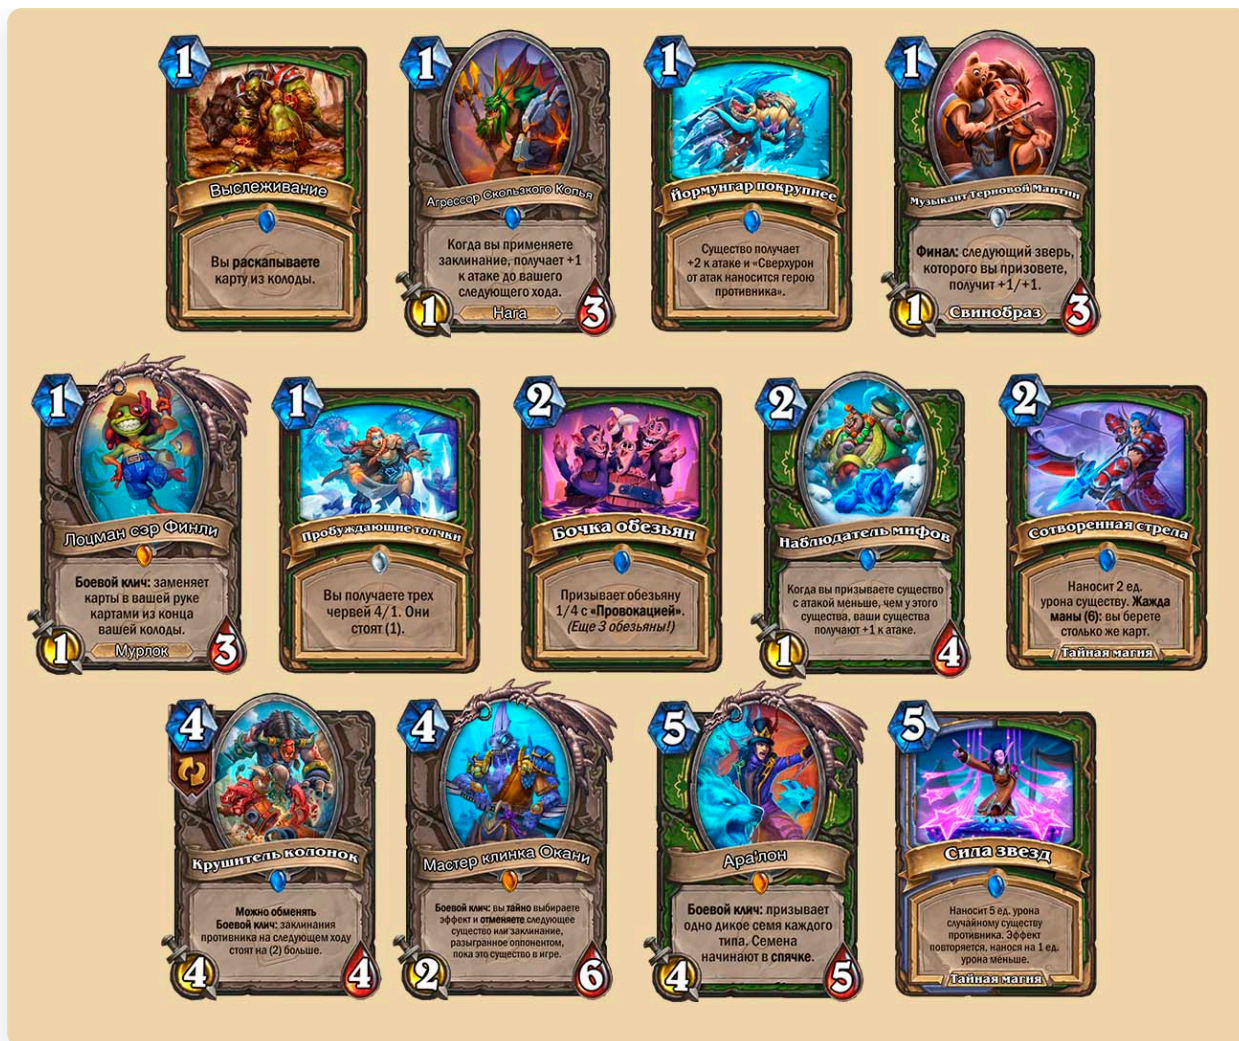 1
Выслеживание
Вы раскапываете
карту из колоды.
1
Агрессор Скользкого Копья
Когда вы применяете
заклинание, получает +1
к атаке до вашего
следующего хода.
1
Нага
3
1
Йормунгар покрупнее
Существо получает
+2 к атаке и «Сверхурон
от атак наносится герою
противника».
1
Музыкант Терновой Мантии
Финал: следующий зверь,
которого вы призовете,
получит +1/+1.
1
Свинобраз
3
1
Лоцман сэр Финли
Боевой клич: заменяет
карты в вашей руке
картами из конца
вашей колоды.
1
Мурлок
3
1
Пробуждающие толчки
Вы получаете трех
червей 4/1. Они
стоят (1).
2
Бочка обезьян
Призывает обезьяну
1/4 с «Провокацией».
(Еще 3 обезьяны!)
2
Наблюдатель мифов
Когда вы призываете существо
с атакой меньше, чем у этого
существа, ваши существа
получают +1 к атаке.
1
4
2
Сотворенная стрела
Наносит 2 ед.
урона существу. Жажда
маны (6): вы берете
столько же карт.
Тайная магия
4
Крушитель колонок
Можно обменять
Боевой клич: заклинания
противника на следующем ходу
стоят на (2) больше.
4
4
4
Мастер клинка Окани
Боевой клич: вы тайно выбираете
эффект и отменяете следующее
существо или заклинание,
разыгранное оппонентом,
пока это существо в игре.
2
6
5
Ара'лон
Боевой клич: призывает
одно дикое семя каждого
типа. Семена
начинают в спячке.
4
5
5
Сила звезд
Наносит 5 ед. урона
случайному существу
противника. Эффект
повторяется, нанося на 1 ед.
урона меньше.
Тайная магия